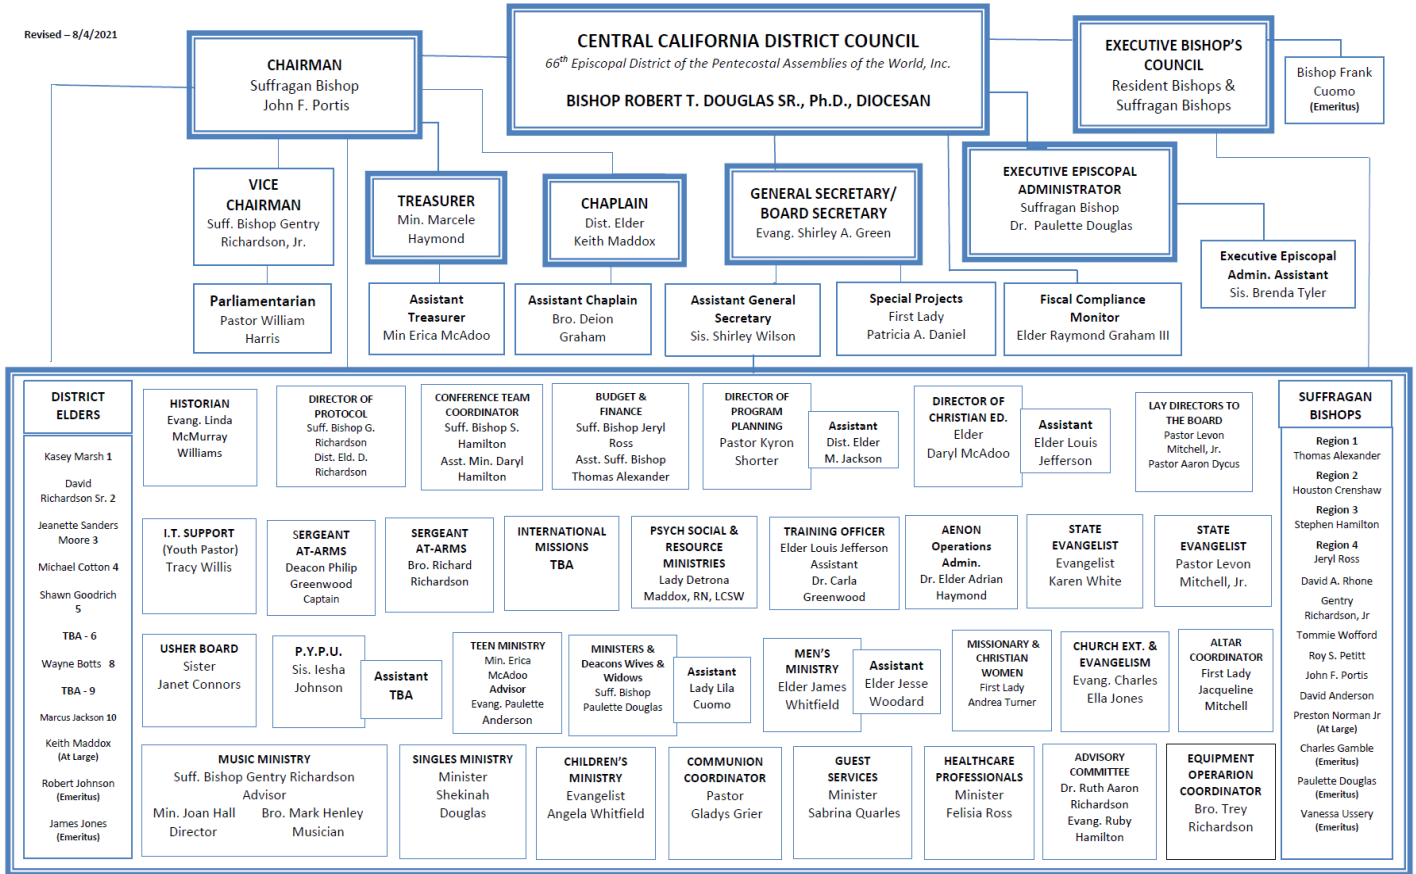 Revised – 8/4/2021
CENTRAL CALIFORNIA DISTRICT COUNCIL
66th Episcopal District of the Pentecostal Assemblies of the World, Inc.
BISHOP ROBERT T. DOUGLAS SR., Ph.D., DIOCESAN
CHAIRMAN
Suffragan Bishop
John F. Portis
EXECUTIVE BISHOP'S
COUNCIL
Resident Bishops &
Suffragan Bishops
Bishop Frank
Cuomo
(Emeritus)
VICE
CHAIRMAN
Suff. Bishop Gentry
Richardson, Jr.
TREASURER
Min. Marcele
Haymond
CHAPLAIN
Dist. Elder
Keith Maddox
GENERAL SECRETARY/
BOARD SECRETARY
Evang. Shirley A. Green
EXECUTIVE EPISCOPAL
ADMINISTRATOR
Suffragan Bishop
Dr. Paulette Douglas
Executive Episcopal
Admin. Assistant
Sis. Brenda Tyler
Parliamentarian
Pastor William
Harris
Assistant
Treasurer
Min Erica McAdoo
Assistant Chaplain
Bro. Deion
Graham
Assistant General
Secretary
Sis. Shirley Wilson
Special Projects
First Lady
Patricia A. Daniel
Fiscal Compliance
Monitor
Elder Raymond Graham III
DISTRICT
ELDERS
Kasey Marsh 1
David
Richardson Sr. 2
Jeanette Sanders
Moore 3
Michael Cotton 4
Shawn Goodrich
5
TBA - 6
Wayne Botts 8
TBA - 9
Marcus Jackson 10
Keith Maddox
(At Large)
Robert Johnson
(Emeritus)
James Jones
(Emeritus)
HISTORIAN
Evang. Linda
McMurray
Williams
DIRECTOR OF
PROTOCOL
Suff. Bishop G.
Richardson
Dist. Eld. D.
Richardson
CONFERENCE TEAM
COORDINATOR
Suff. Bishop S.
Hamilton
Asst. Min. Daryl
Hamilton
BUDGET &
FINANCE
Suff. Bishop Jeryl
Ross
Asst. Suff. Bishop
Thomas Alexander
DIRECTOR OF
PROGRAM
PLANNING
Pastor Kyron
Shorter
Assistant
Dist. Elder
M. Jackson
DIRECTOR OF
CHRISTIAN ED.
Elder
Daryl McAdoo
Assistant
Elder Louis
Jefferson
LAY DIRECTORS TO
THE BOARD
Pastor Levon
Mitchell, Jr.
Pastor Aaron Dycus
I.T. SUPPORT
(Youth Pastor)
Tracy Willis
SERGEANT
AT-ARMS
Deacon Philip
Greenwood
Captain
SERGEANT
AT-ARMS
Bro. Richard
Richardson
INTERNATIONAL
MISSIONS
TBA
PSYCH SOCIAL &
RESOURCE
MINISTRIES
Lady Detrona
Maddox, RN, LCSW
TRAINING OFFICER
Elder Louis Jefferson
Assistant
Dr. Carla
Greenwood
AENON
Operations
Admin.
Dr. Elder Adrian
Haymond
STATE
EVANGELIST
Evangelist
Karen White
STATE
EVANGELIST
Pastor Levon
Mitchell, Jr.
USHER BOARD
Sister
Janet Connors
P.Y.P.U.
Sis. Iesha
Johnson
Assistant
TBA
TEEN MINISTRY
Min. Erica
McAdoo
Advisor
Evang. Paulette
Anderson
MINISTERS &
Deacons Wives &
Widows
Suff. Bishop
Paulette Douglas
Assistant
Lady Lila
Cuomo
MEN'S
MINISTRY
Elder James
Whitfield
Assistant
Elder Jesse
Woodard
MISSIONARY &
CHRISTIAN
WOMEN
First Lady
Andrea Turner
CHURCH EXT. &
EVANGELISM
Evang. Charles
Ella Jones
ALTAR
COORDINATOR
First Lady
Jacqueline
Mitchell
MUSIC MINISTRY
Suff. Bishop Gentry Richardson
Advisor
Min. Joan Hall Bro. Mark Henley
Director Musician
SINGLES MINISTRY
Minister
Shekinah
Douglas
CHILDREN'S
MINISTRY
Evangelist
Angela Whitfield
COMMUNION
COORDINATOR
Pastor
Gladys Grier
GUEST
SERVICES
Minister
Sabrina Quarles
HEALTHCARE
PROFESSIONALS
Minister
Felisia Ross
ADVISORY
COMMITTEE
Dr. Ruth Aaron
Richardson
Evang. Ruby
Hamilton
EQUIPMENT
OPERARION
COORDINATOR
Bro. Trey
Richardson
SUFFRAGAN
BISHOPS
Region 1
Thomas Alexander
Region 2
Houston Crenshaw
Region 3
Stephen Hamilton
Region 4
Jeryl Ross
David A. Rhone
Gentry
Richardson, Jr
Tommie Wofford
Roy S. Petitt
John F. Portis
David Anderson
Preston Norman Jr
(At Large)
Charles Gamble
(Emeritus)
Paulette Douglas
(Emeritus)
Vanessa Ussery
(Emeritus)